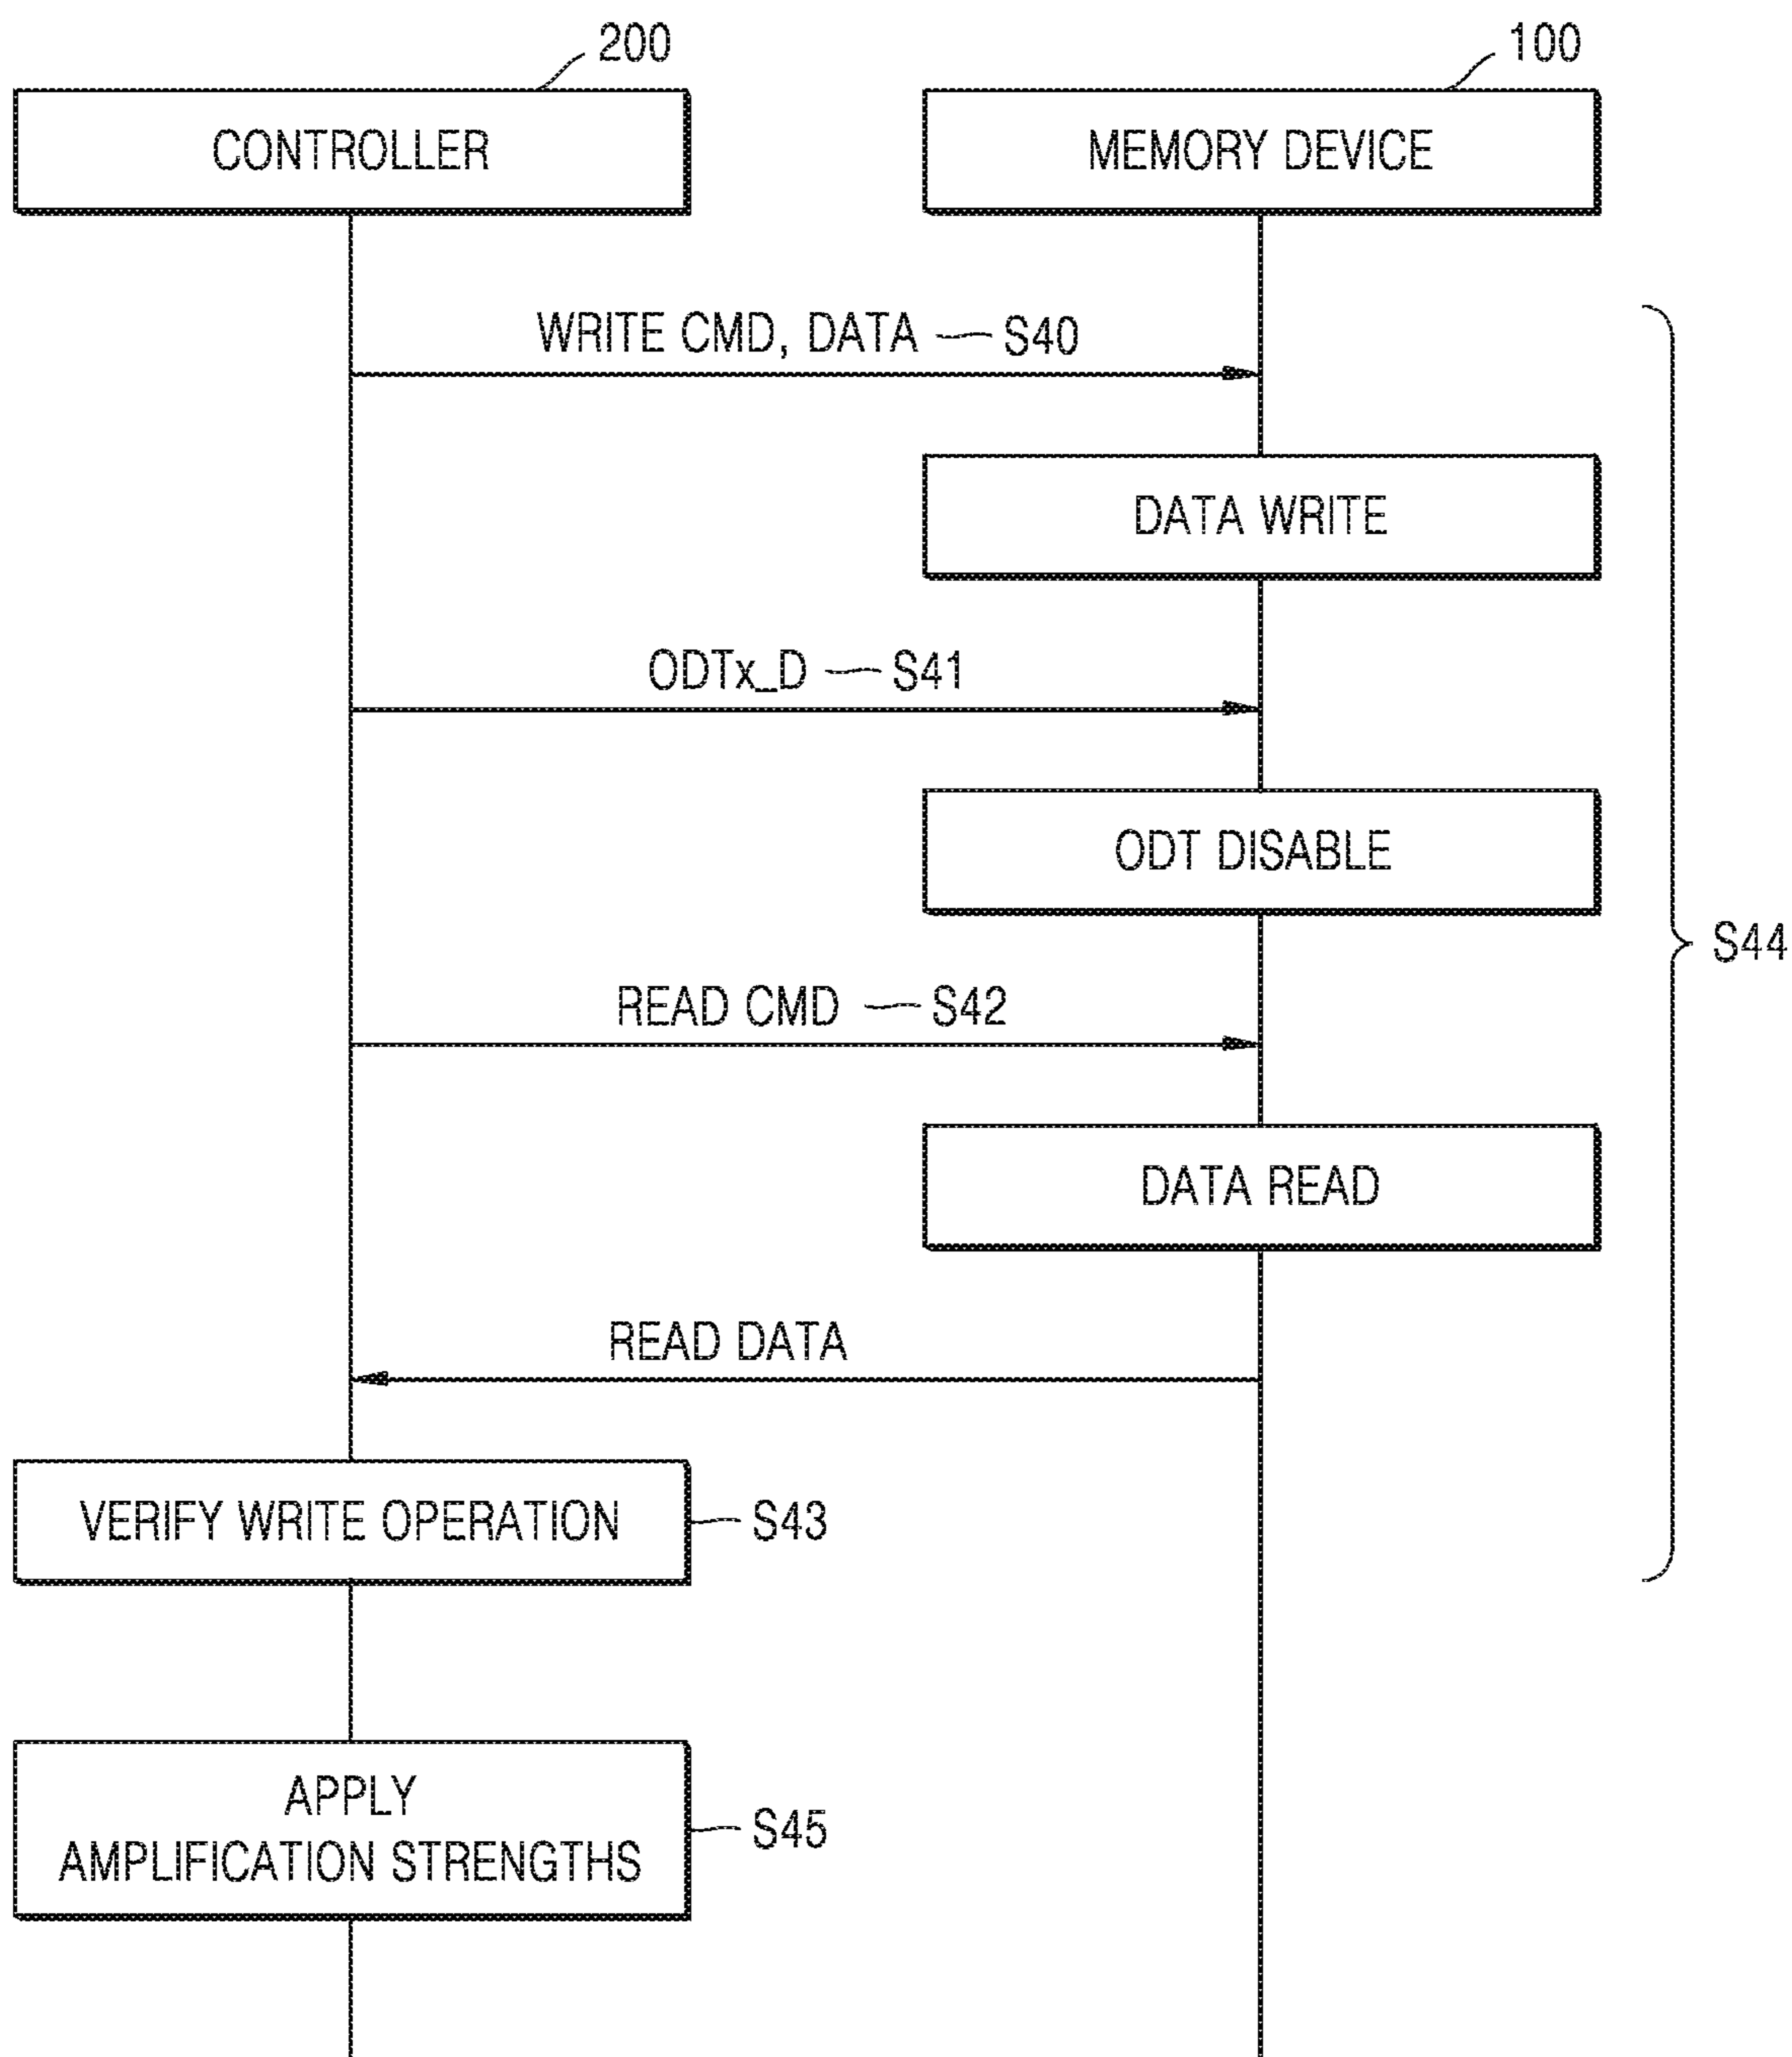 200
100
CONTROLLER
MEMORY DEVICE
WRITE CMD, DATA S40
DATA WRITE
ODTx_D S41
ODT DISABLE
S44
READ CMD S42
DATA READ
READ DATA
VERIFY WRITE OPERATION
S43
APPLY
AMPLIFICATION STRENGTHS
S45